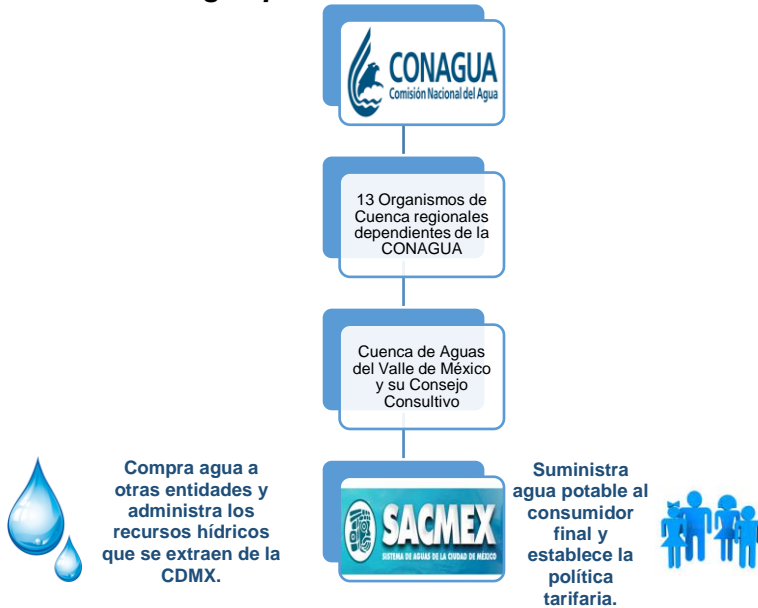 CONAGUA
Comisión Nacional del Agua
13 Organismos de
Cuenca regionales
dependientes de la
CONAGUA
Cuenca de Aguas
del Valle de México
y su Consejo
Consultivo
Compra agua a
otras entidades y
administra los
recursos hídricos
que se extraen de la
CDMX.
SACMEX
SISTEMA DE AGUAS DE LA CIUDAD DE MÉXICO
Suministra
agua potable al
consumidor
final y
establece la
política
tarifaria.